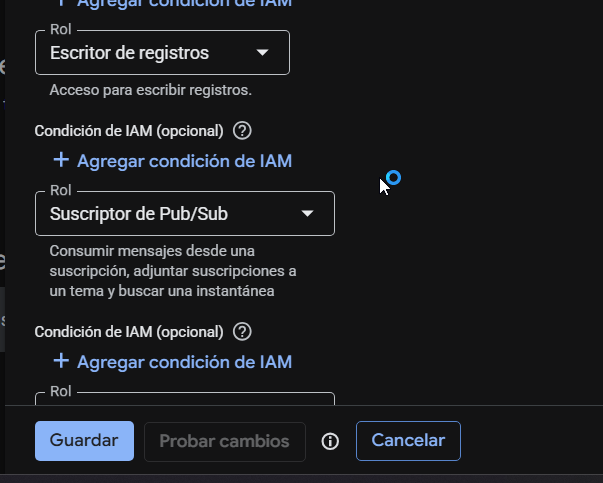 + Agregar condición de IAM
Rol
Escritor de registros
Acceso para escribir registros.
Condición de IAM (opcional) ?
+ Agregar condición de IAM
Rol
Suscriptor de Pub/Sub
Consumir mensajes desde una
suscripción, adjuntar suscripciones a
un tema y buscar una instantánea
Condición de IAM (opcional) ?
+ Agregar condición de IAM
Rol
Guardar Probar cambios Cancelar